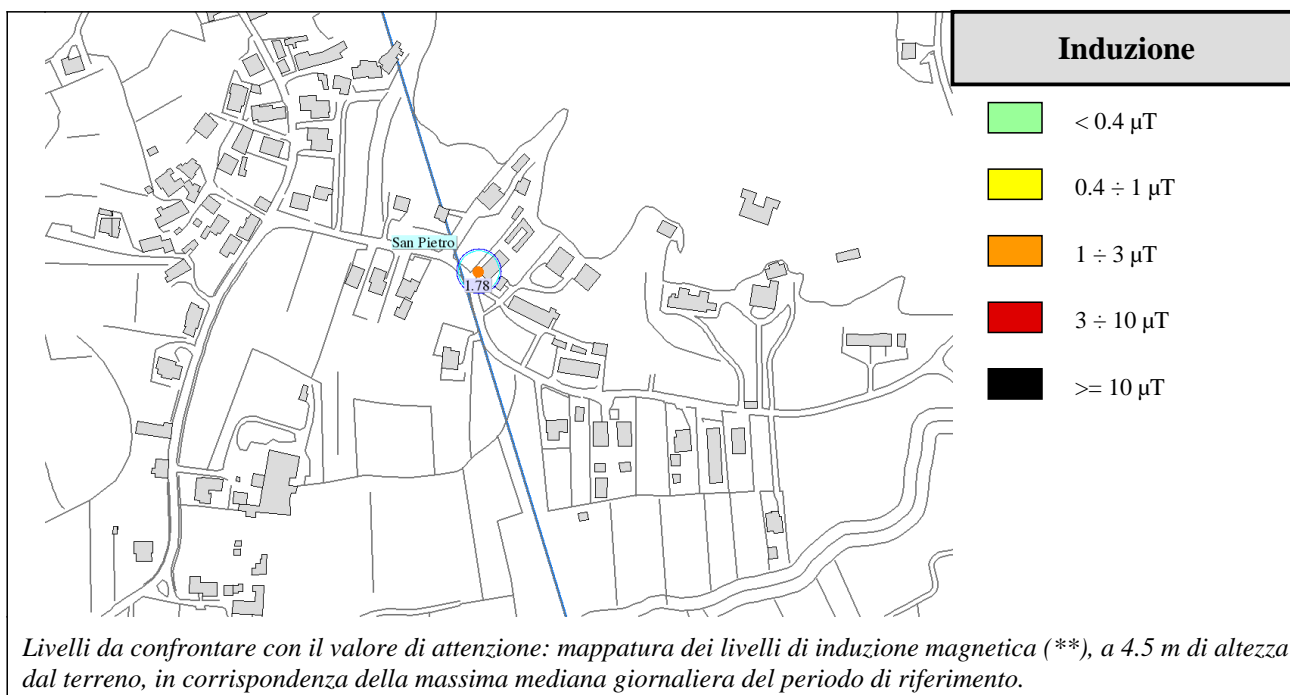 Induzione
< 0.4 µT
0.4 ÷ 1 µT
1 ÷ 3 µT
3 ÷ 10 µT
>= 10 µT
San Pietro
1.78
Livelli da confrontare con il valore di attenzione: mappatura dei livelli di induzione magnetica (**), a 4.5 m di altezza
dal terreno, in corrispondenza della massima mediana giornaliera del periodo di riferimento.